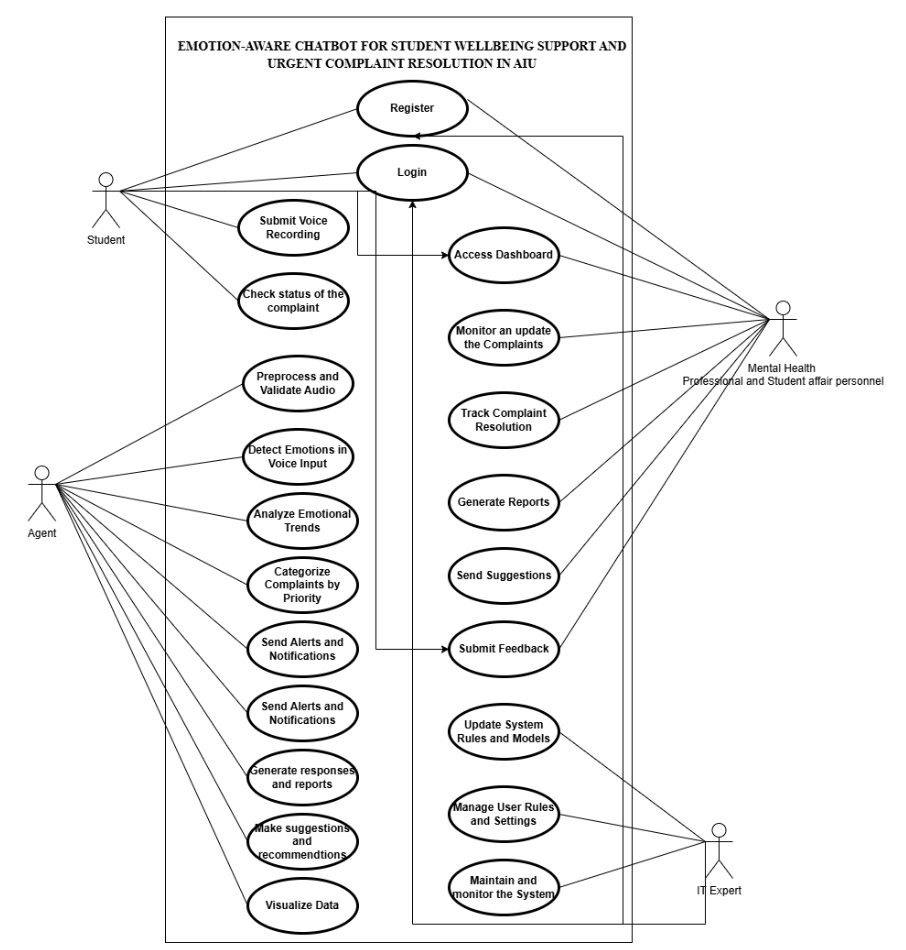 EMOTION-AWARE CHATBOT FOR STUDENT WELLBEING SUPPORT AND
URGENT COMPLAINT RESOLUTION IN AIU
Register
Login
Student
Submit Voice
Recording
Access Dashboard
Check status of the
complaint
Monitor an update
the Complaints
Mental Health
Professional and Student affair personnel
Preprocess and
Validate Audio
Track Complaint
Resolution
Detect Emotions in
Voice Input
Agent
Generate Reports
Analyze Emotional
Trends
Categorize
Complaints by
Priority
Send Suggestions
Send Alerts and
Notifications
Submit Feedback
Send Alerts and
Notifications
Update System
Rules and Models
Generate responses
and reports
Manage User Rules
and Settings
Make suggestions
and
recommendtions
IT Expert
Maintain and
monitor the System
Visualize Data